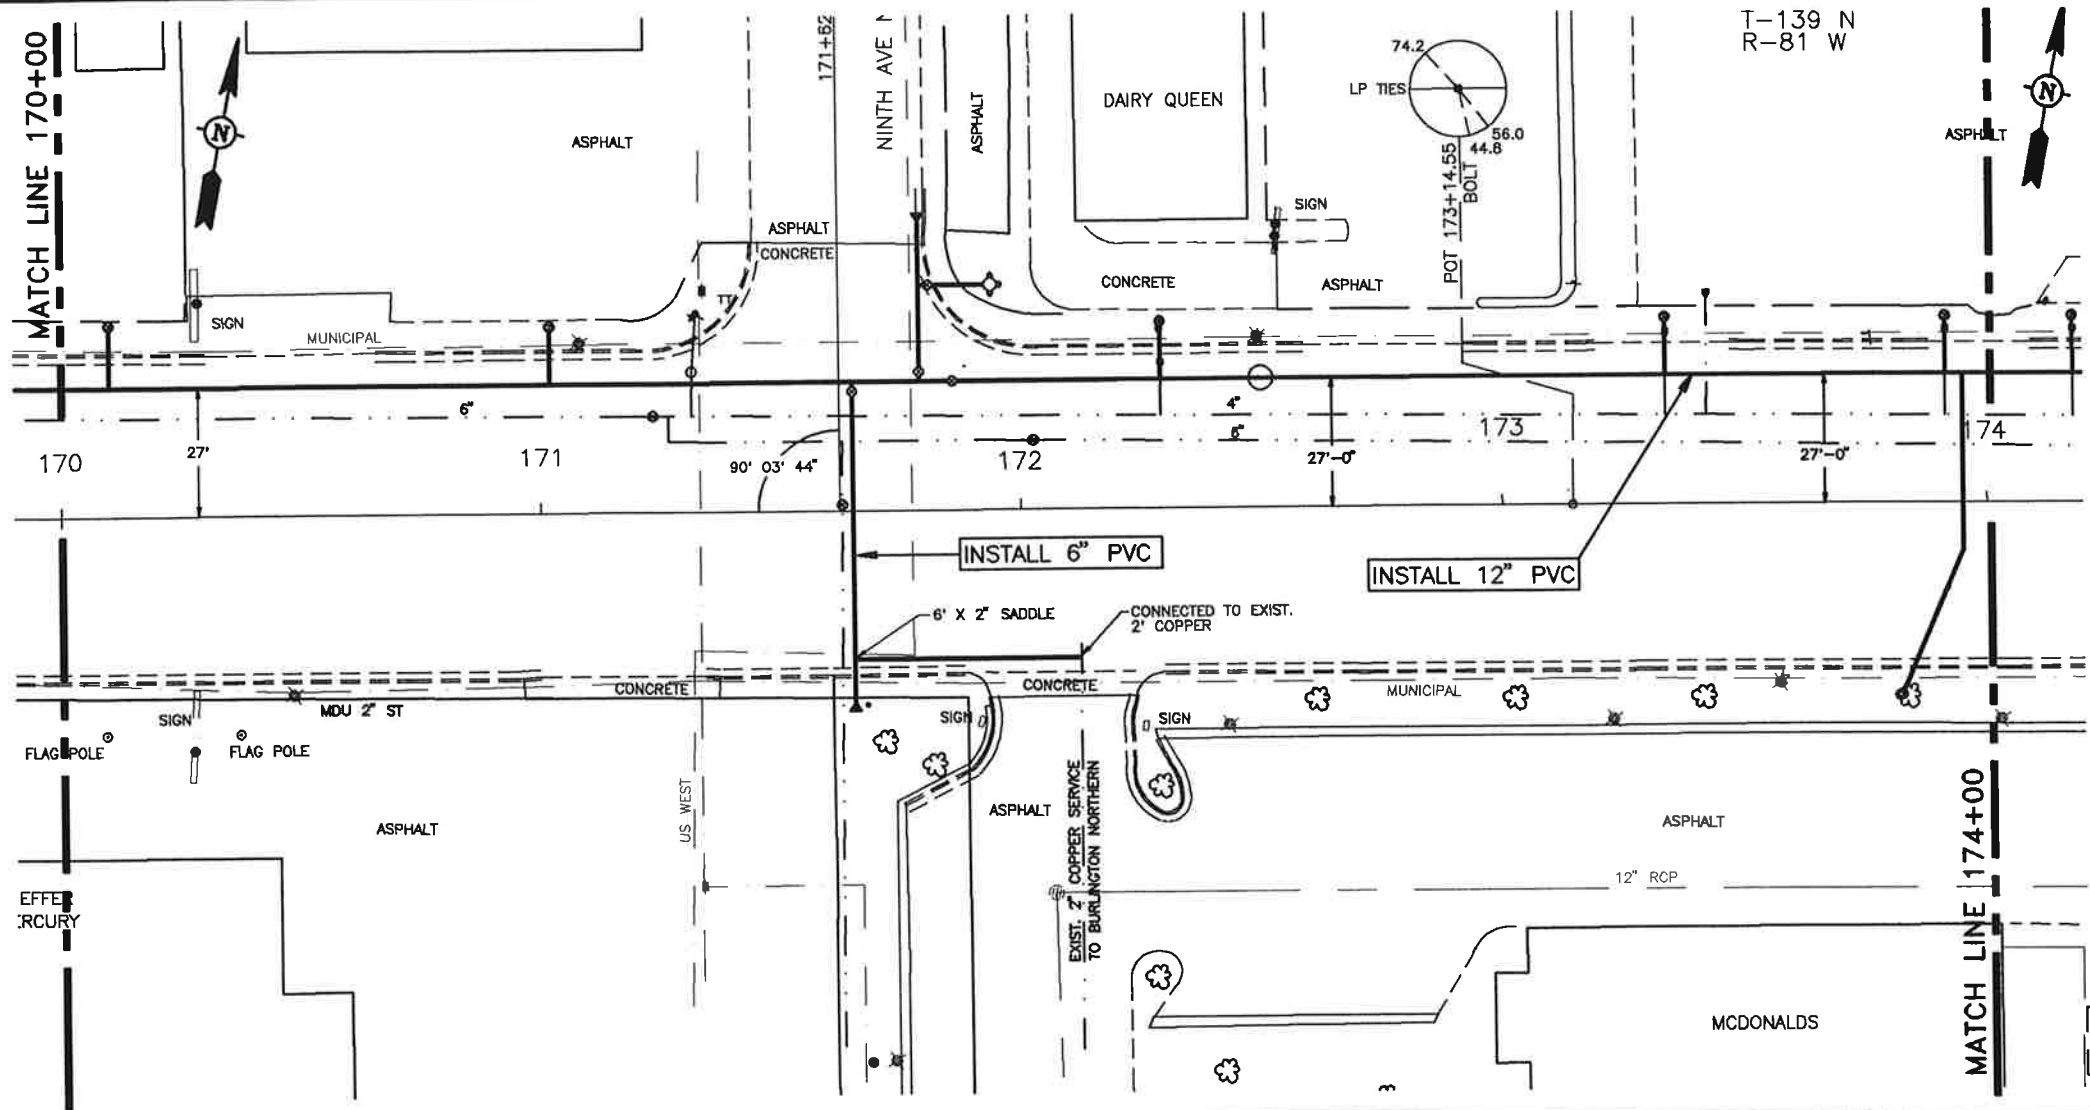 T-139 N
R-81 W
MATCH LINE 170+00
N
171+62
NINTH AVE
ASPHALT
ASPHALT
DAIRY QUEEN
74.2
LP TIES
56.0
44.8
POT 173+14.55
BOLT
ASPHALT
N
SIGN
ASPHALT
CONCRETE
CONCRETE
ASPHALT
SIGN
MUNICIPAL
TT
6"
4"
6"
27'
90' 03' 44"
27'-0"
27'-0"
170
171
172
173
174
INSTALL 6" PVC
INSTALL 12" PVC
6' X 2" SADDLE
CONNECTED TO EXIST.
2' COPPER
CONCRETE
CONCRETE
MUNICIPAL
MDU 2" ST
SIGN
SIGN
SIGN
FLAG POLE
FLAG POLE
US WEST
ASPHALT
ASPHALT
ASPHALT
EXIST. 2" COPPER SERVICE
TO BURLINGTON NORTHERN
12" RCP
EFFER
RCURY
MCDONALDS
MATCH LINE 174+00